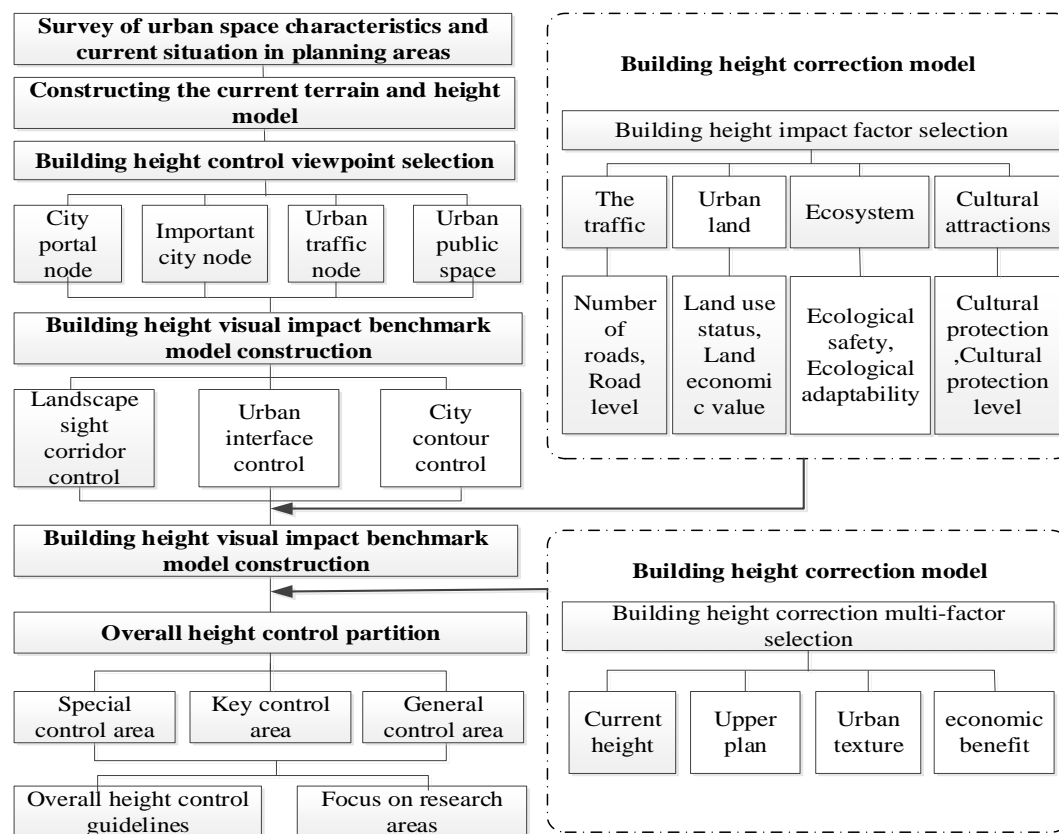 Survey of urban space characteristics and
current situation in planning areas
Constructing the current terrain and height
model
Building height control viewpoint selection
City
portal
node
Important
city node
Urban
traffic
node
Urban
public
space
Building height visual impact benchmark
model construction
Landscape
sight
corridor
control
Urban
interface
control
City
contour
control
Building height visual impact benchmark
model construction
Overall height control partition
Special
control area
Key control
area
General
control area
Overall height control
guidelines
Focus on research
areas
Building height correction model
Building height impact factor selection
The
traffic
Urban
land
Ecosystem
Cultural
attractions
Number
of
roads,
Road
level
Land use
status,
Land
economi
c value
Ecological
safety,
Ecological
adaptability
Cultural
protection
,Cultural
protection
level
Building height correction model
Building height correction multi-factor
selection
Current
height
Upper
plan
Urban
texture
economic
benefit